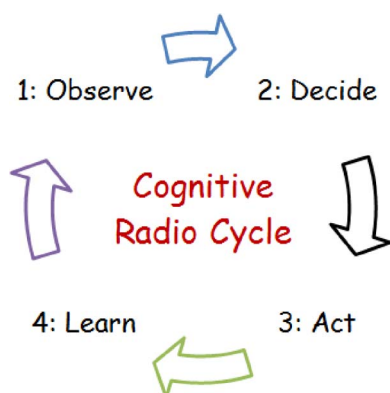 1: Observe
2: Decide
Cognitive
Radio Cycle
4: Learn
3: Act